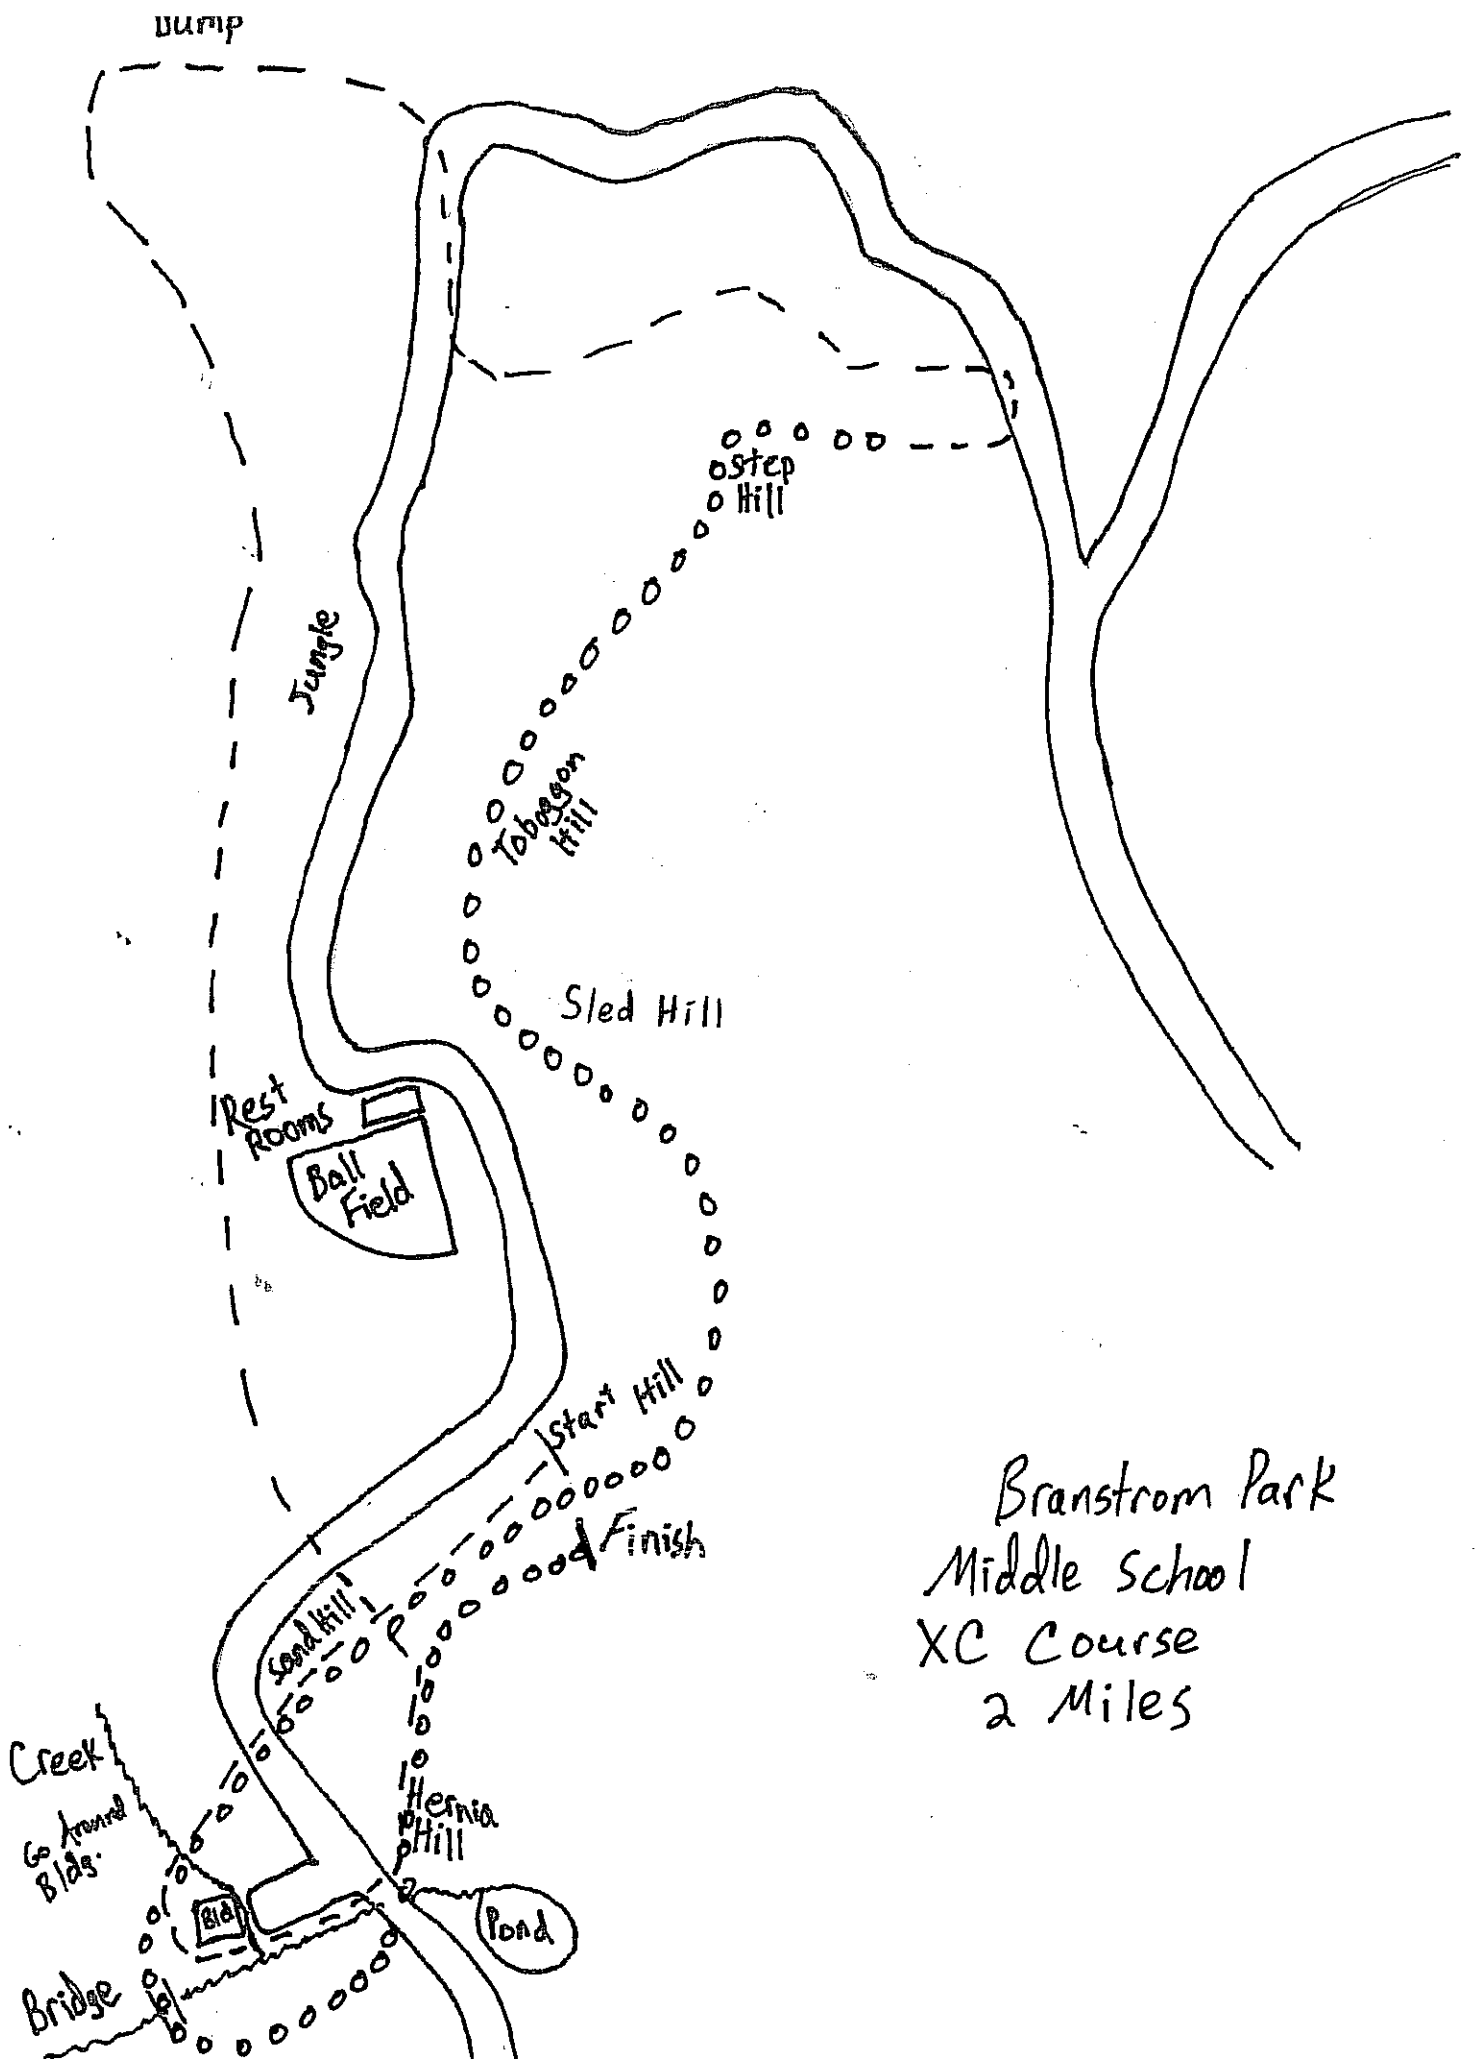 Dump
Step
Hill
Jungle
Toboggon
Hill
Sled Hill
Rest
Rooms
Ball
Field
Start Hill
Finish
Sand Hill
Branstrom Park
Middle School
XC Course
2 Miles
Creek
Go Around
Bldg.
Hernia
Hill
Bld
Pond
Bridge